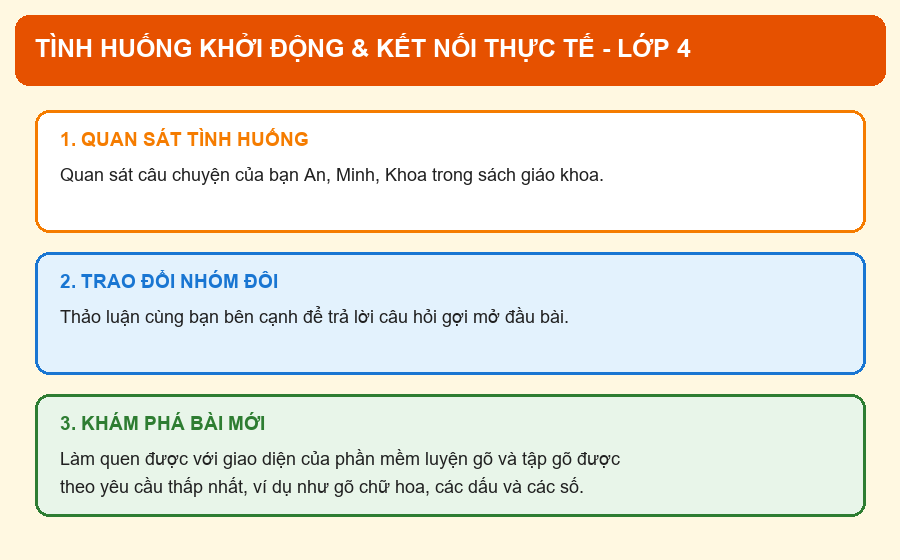 TÌNH HUỐNG KHỞI ĐỘNG & KẾT NỐI THỰC TẾ - LỚP 4
1. QUAN SÁT TÌNH HUỐNG
Quan sát câu chuyện của bạn An, Minh, Khoa trong sách giáo khoa.
2. TRAO ĐỔI NHÓM ĐÔI
Thảo luận cùng bạn bên cạnh để trả lời câu hỏi gợi mở đầu bài.
3. KHÁM PHÁ BÀI MỚI
Làm quen được với giao diện của phần mềm luyện gõ và tập gõ được
theo yêu cầu thấp nhất, ví dụ như gõ chữ hoa, các dấu và các số.